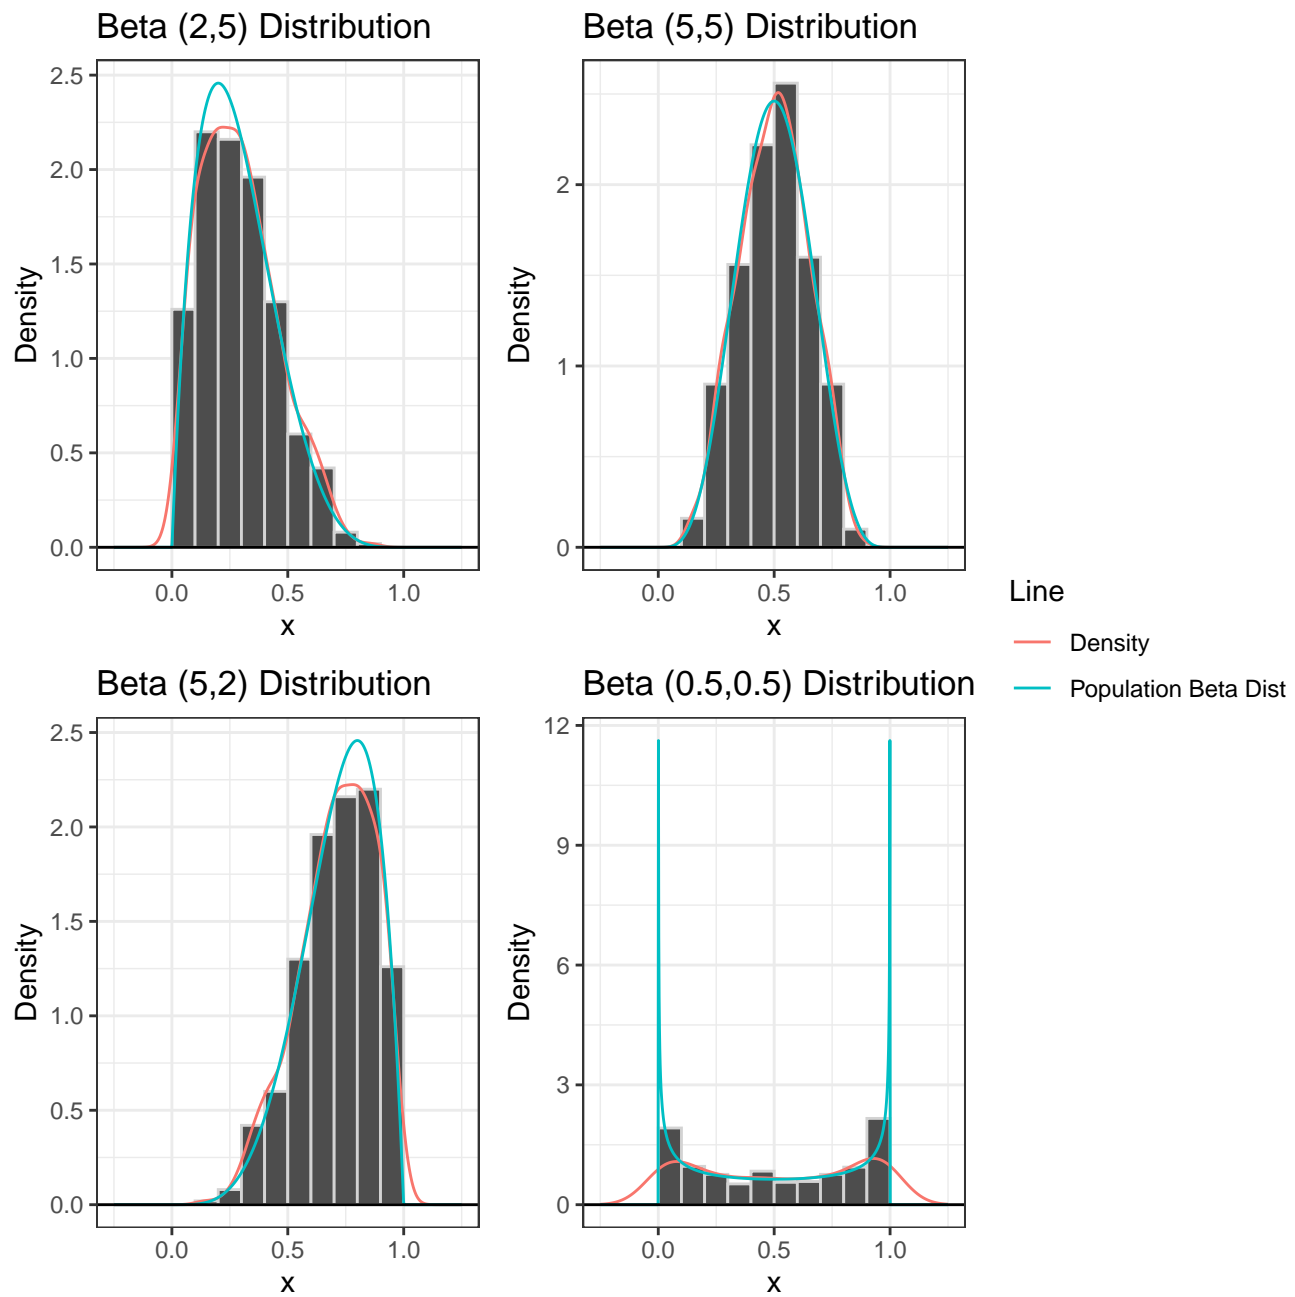 Beta (2,5) Distribution
2.5
2.0
1.5
1.0
0.5
0.0
Density
0.0 0.5 1.0
x
Beta (5,5) Distribution
2
1
0
Density
0.0 0.5 1.0
x
Beta (5,2) Distribution
2.5
2.0
1.5
1.0
0.5
0.0
Density
0.0 0.5 1.0
x
Beta (0.5,0.5) Distribution
12
9
6
3
0
Density
0.0 0.5 1.0
x
Line
Density
Population Beta Dist